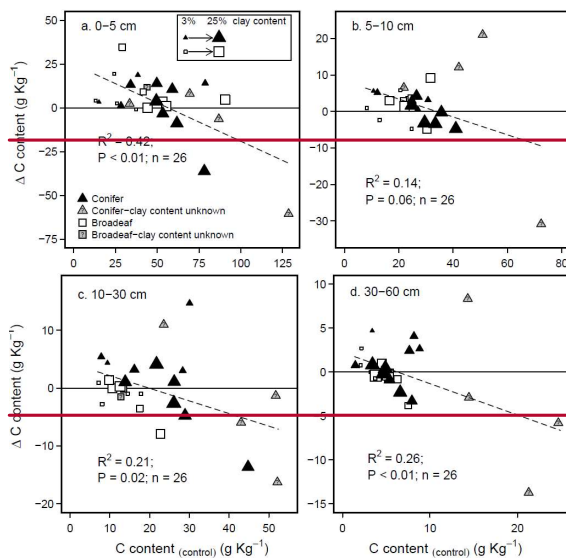 3% 25% clay content
a. 0−5 cm
Δ C content (g Kg⁻¹)
75
50
25
0
−25
−50
−75
R² = 0.42;
P < 0.01; n = 26
Conifer
Conifer−clay content unknown
Broadeaf
Broadeaf−clay content unknown
0 25 50 75 100 125
b. 5−10 cm
20
10
0
−10
−20
−30
R² = 0.14;
P = 0.06; n = 26
0 20 40 60 80
c. 10−30 cm
Δ C content (g Kg⁻¹)
20
10
0
−10
−20
R² = 0.21;
P = 0.02; n = 26
0 10 20 30 40 50
C content (control) (g Kg⁻¹)
d. 30−60 cm
10
5
0
−5
−10
−15
R² = 0.26;
P < 0.01; n = 26
0 10 20
C content (control) (g Kg⁻¹)